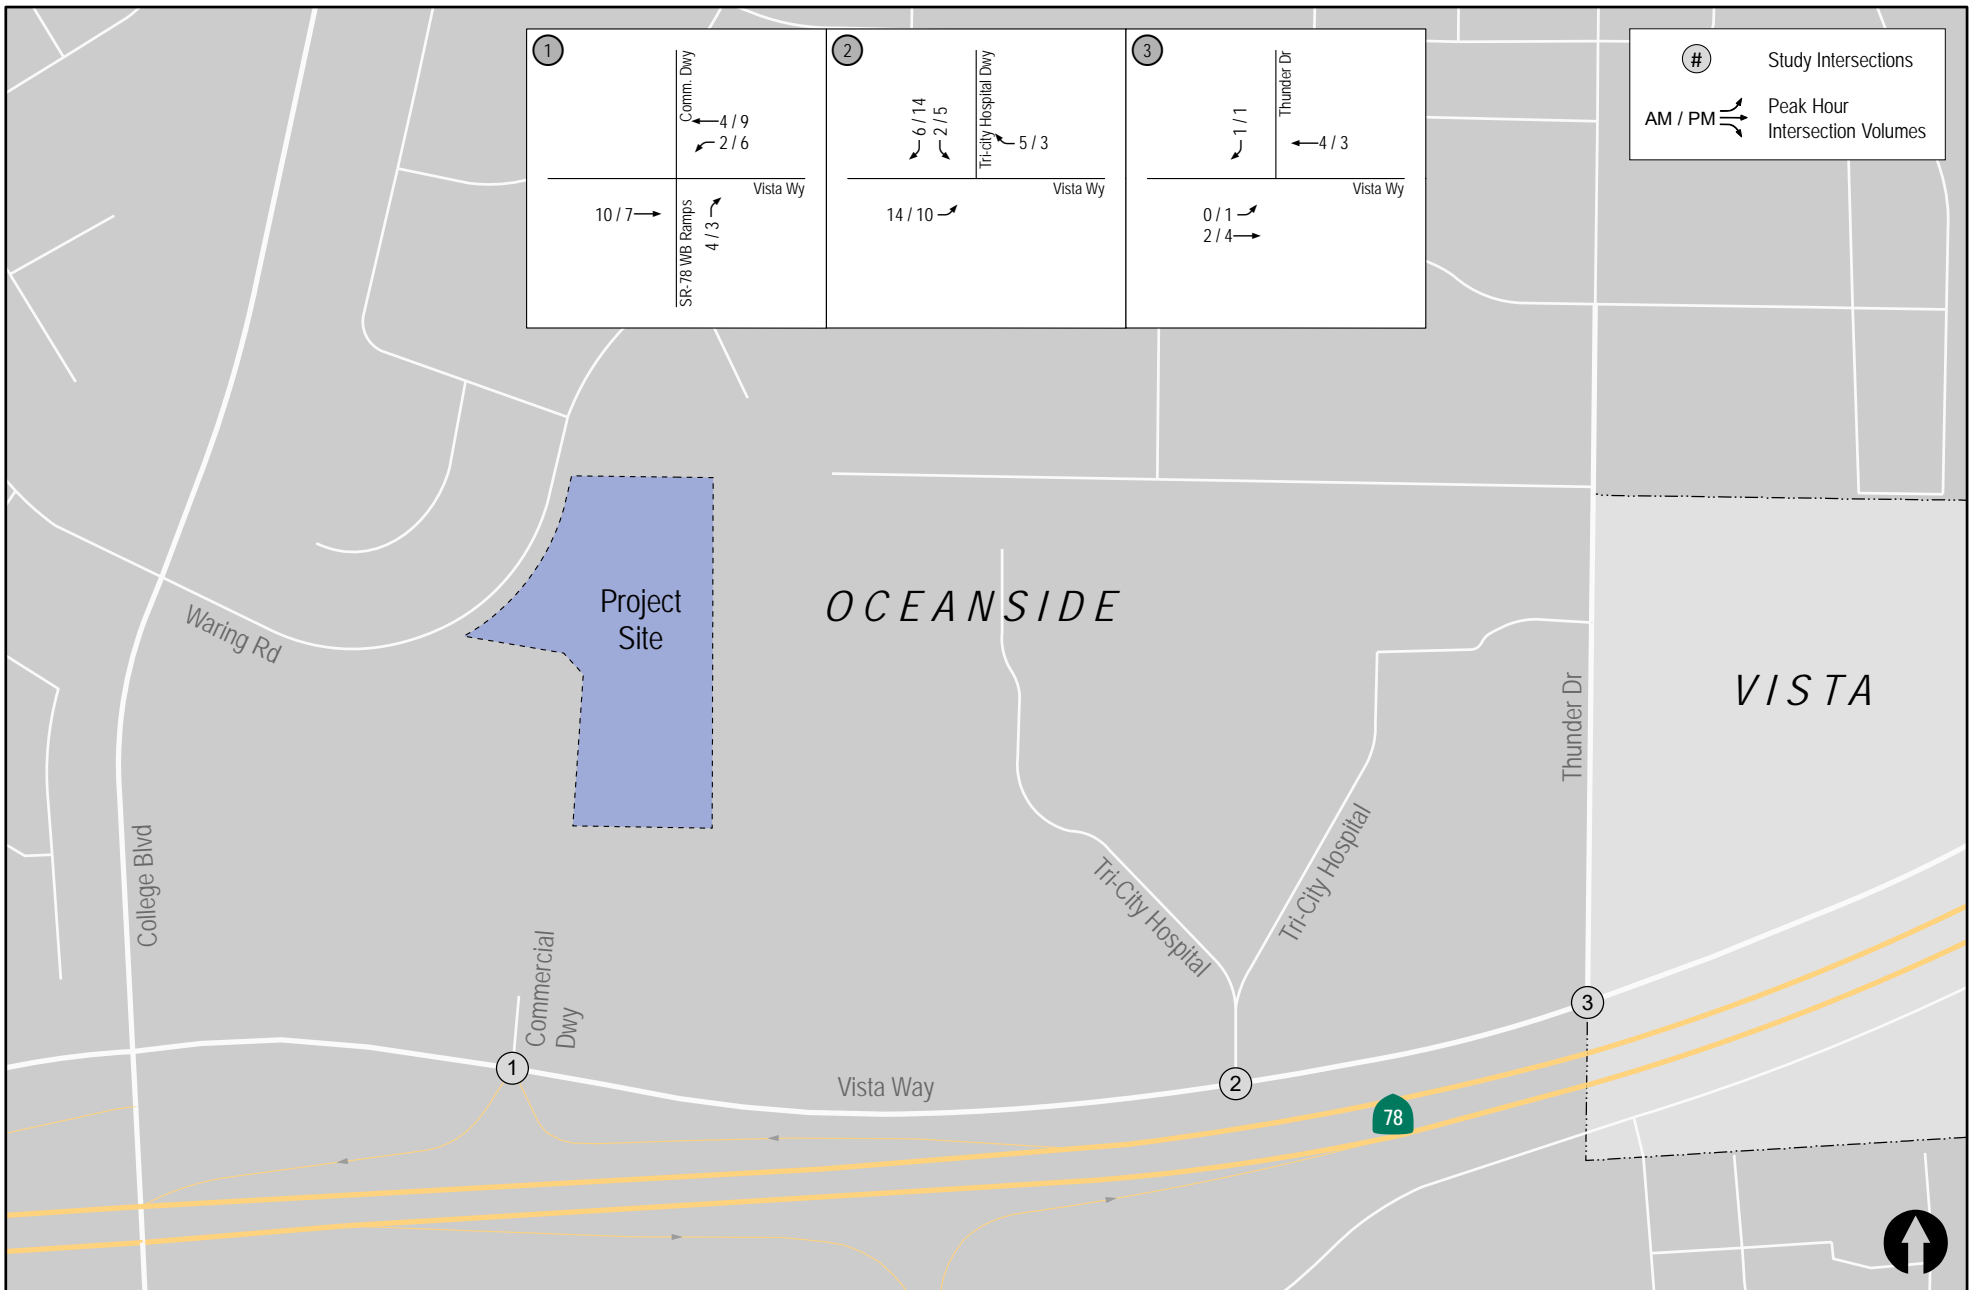 1
Comm. Dwy
4 / 9
2 / 6
Vista Wy
10 / 7
SR-78 WB Ramps
4 / 3
2
6 / 14
2 / 5
Tri-city Hospital Dwy
5 / 3
Vista Wy
14 / 10
3
1 / 1
Thunder Dr
4 / 3
Vista Wy
0 / 1
2 / 4
#
Study Intersections
AM / PM
Peak Hour
Intersection Volumes
Project
Site
OCEANSIDE
VISTA
Waring Rd
College Blvd
Commercial
Dwy
Tri-City Hospital
Tri-City Hospital
Thunder Dr
Vista Way
1
2
3
78